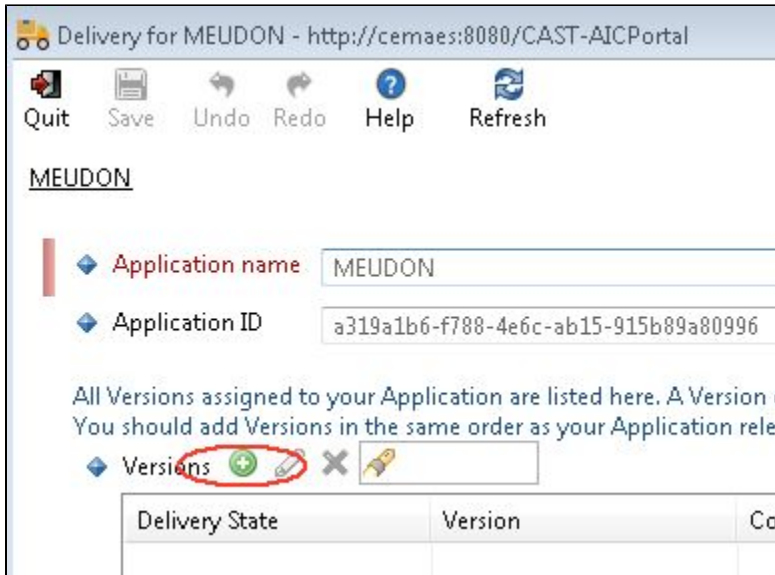 Delivery for MEUDON - http://cemaes:8080/CAST-AICPortal
Quit Save Undo Redo Help Refresh
MEUDON
Application name MEUDON
Application ID a319a1b6-f788-4e6c-ab15-915b89a80996
All Versions assigned to your Application are listed here. A Version
You should add Versions in the same order as your Application rele
Versions
Delivery State Version Co